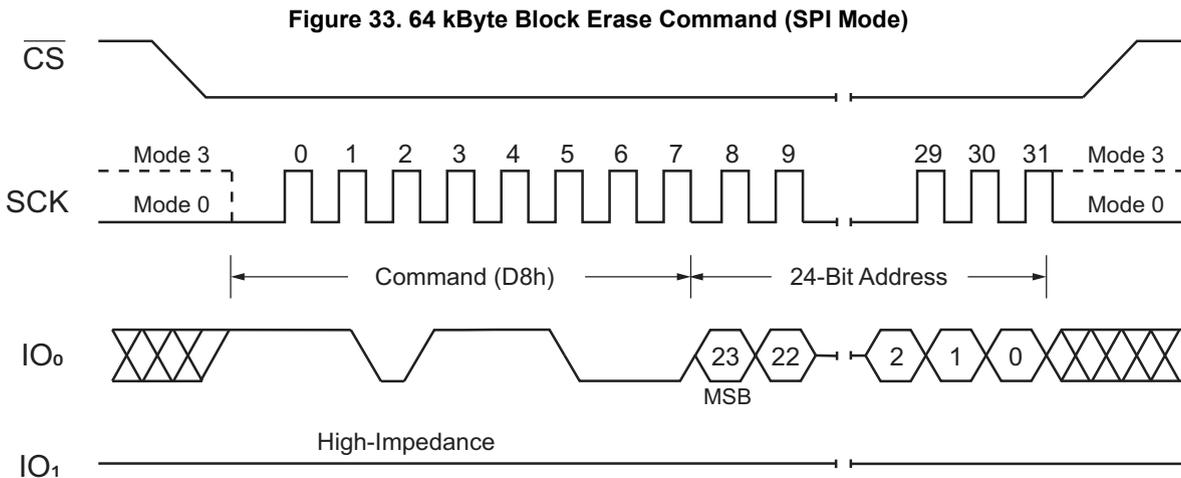 Figure 33. 64 kByte Block Erase Command (SPI Mode)
CS
Mode 3 0 1 2 3 4 5 6 7 8 9 29 30 31 Mode 3
SCK
Mode 0 Mode 0
Command (D8h) 24-Bit Address
IO₀ 23 22 2 1 0
MSB
High-Impedance
IO₁